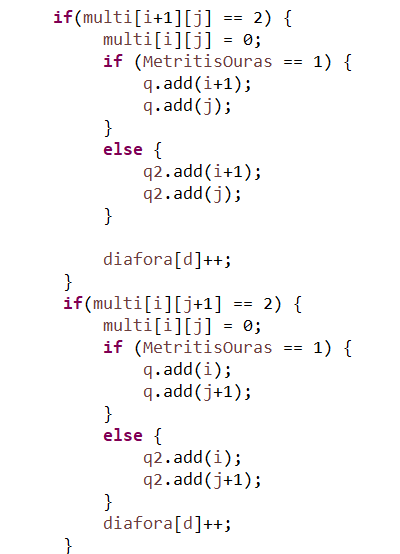 if(multi[i+1][j] == 2) {
multi[i][j] = 0;
if (MetritisOuras == 1) {
q.add(i+1);
q.add(j);
}
else {
q2.add(i+1);
q2.add(j);
}
diafora[d]++;
}
if(multi[i][j+1] == 2) {
multi[i][j] = 0;
if (MetritisOuras == 1) {
q.add(i);
q.add(j+1);
}
else {
q2.add(i);
q2.add(j+1);
}
diafora[d]++;
}